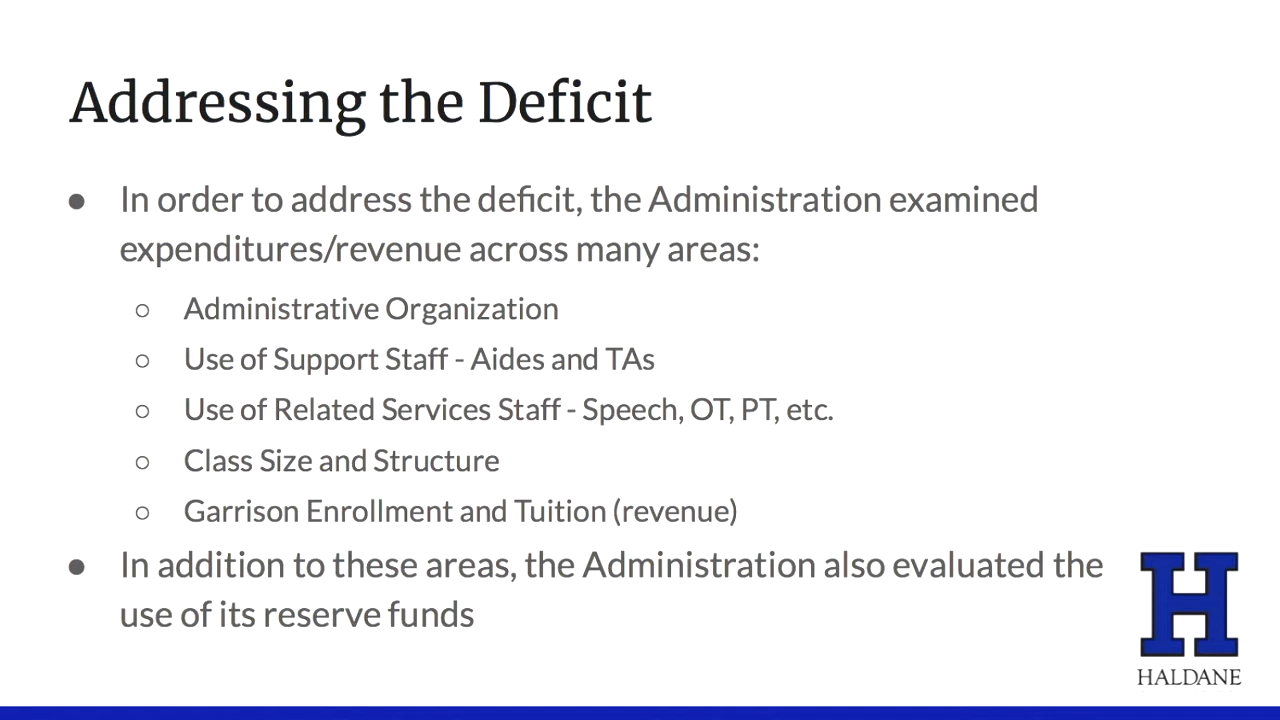 Addressing the Deficit
● In order to address the deficit, the Administration examined
expenditures/revenue across many areas:
○ Administrative Organization
○ Use of Support Staff - Aides and TAs
○ Use of Related Services Staff - Speech, OT, PT, etc.
○ Class Size and Structure
○ Garrison Enrollment and Tuition (revenue)
● In addition to these areas, the Administration also evaluated the
use of its reserve funds
H
HALDANE